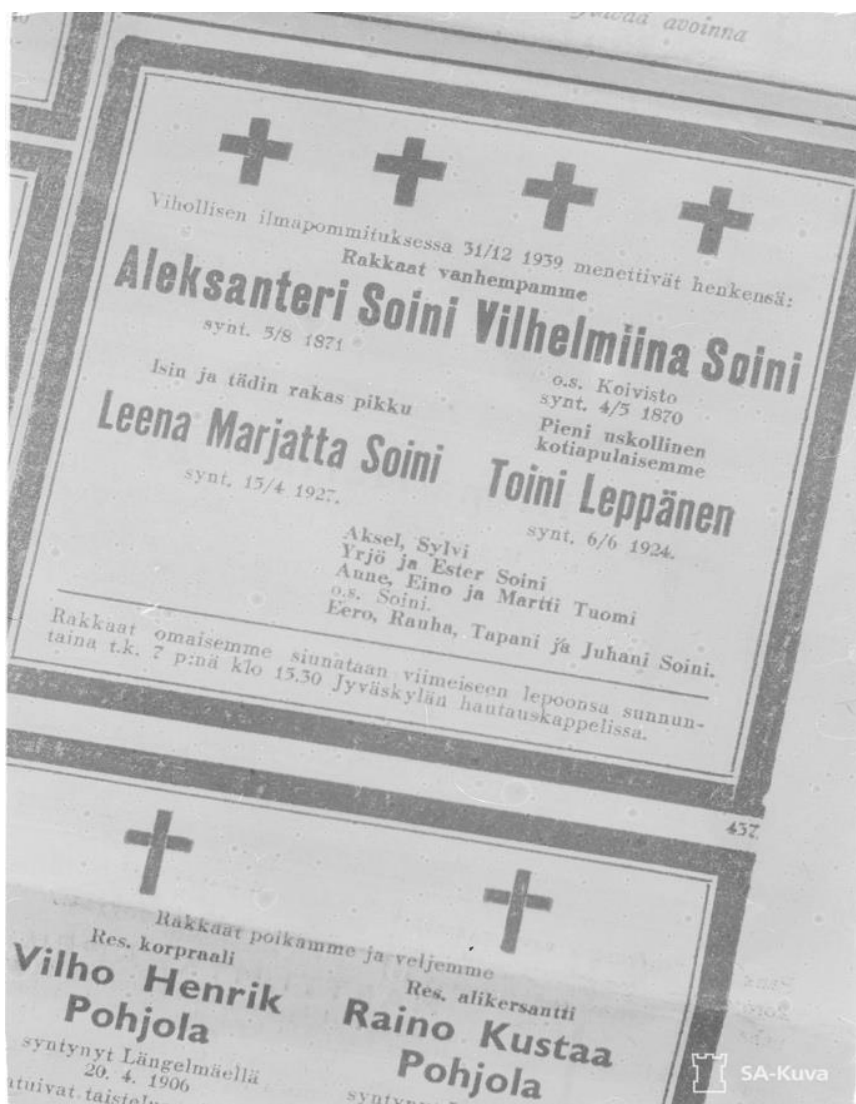 avoinna
Vihollisen ilmapommituksessa 31/12 1939 menettivät henkensä:
Rakkaat vanhempamme
Aleksanteri Soini Vilhelmiina Soini
synt. 3/8 1871
o.s. Koivisto
synt. 4/5 1870
Isin ja tädin rakas pikku
Pieni uskollinen
kotiapulaisemme
Leena Marjatta Soini
Toini Leppänen
synt. 15/4 1927.
synt. 6/6 1924.
Aksel, Sylvi
Yrjö ja Ester Soini
Aune, Eino ja Martti Tuomi
o.s. Soini.
Eero, Rauha, Tapani ja Juhani Soini.
Rakkaat omaisemme siunataan viimeiseen lepoonsa sunnun-
taina t.k. 7 p:nä klo 15.30 Jyväskylän hautauskappelissa.
437
Rakkaat poikamme ja veljemme
Res. korpraali
Vilho Henrik
Pohjola
syntynyt Längelmäellä
20. 4. 1906
Res. alikersantti
Raino Kustaa
Pohjola
SA-Kuva